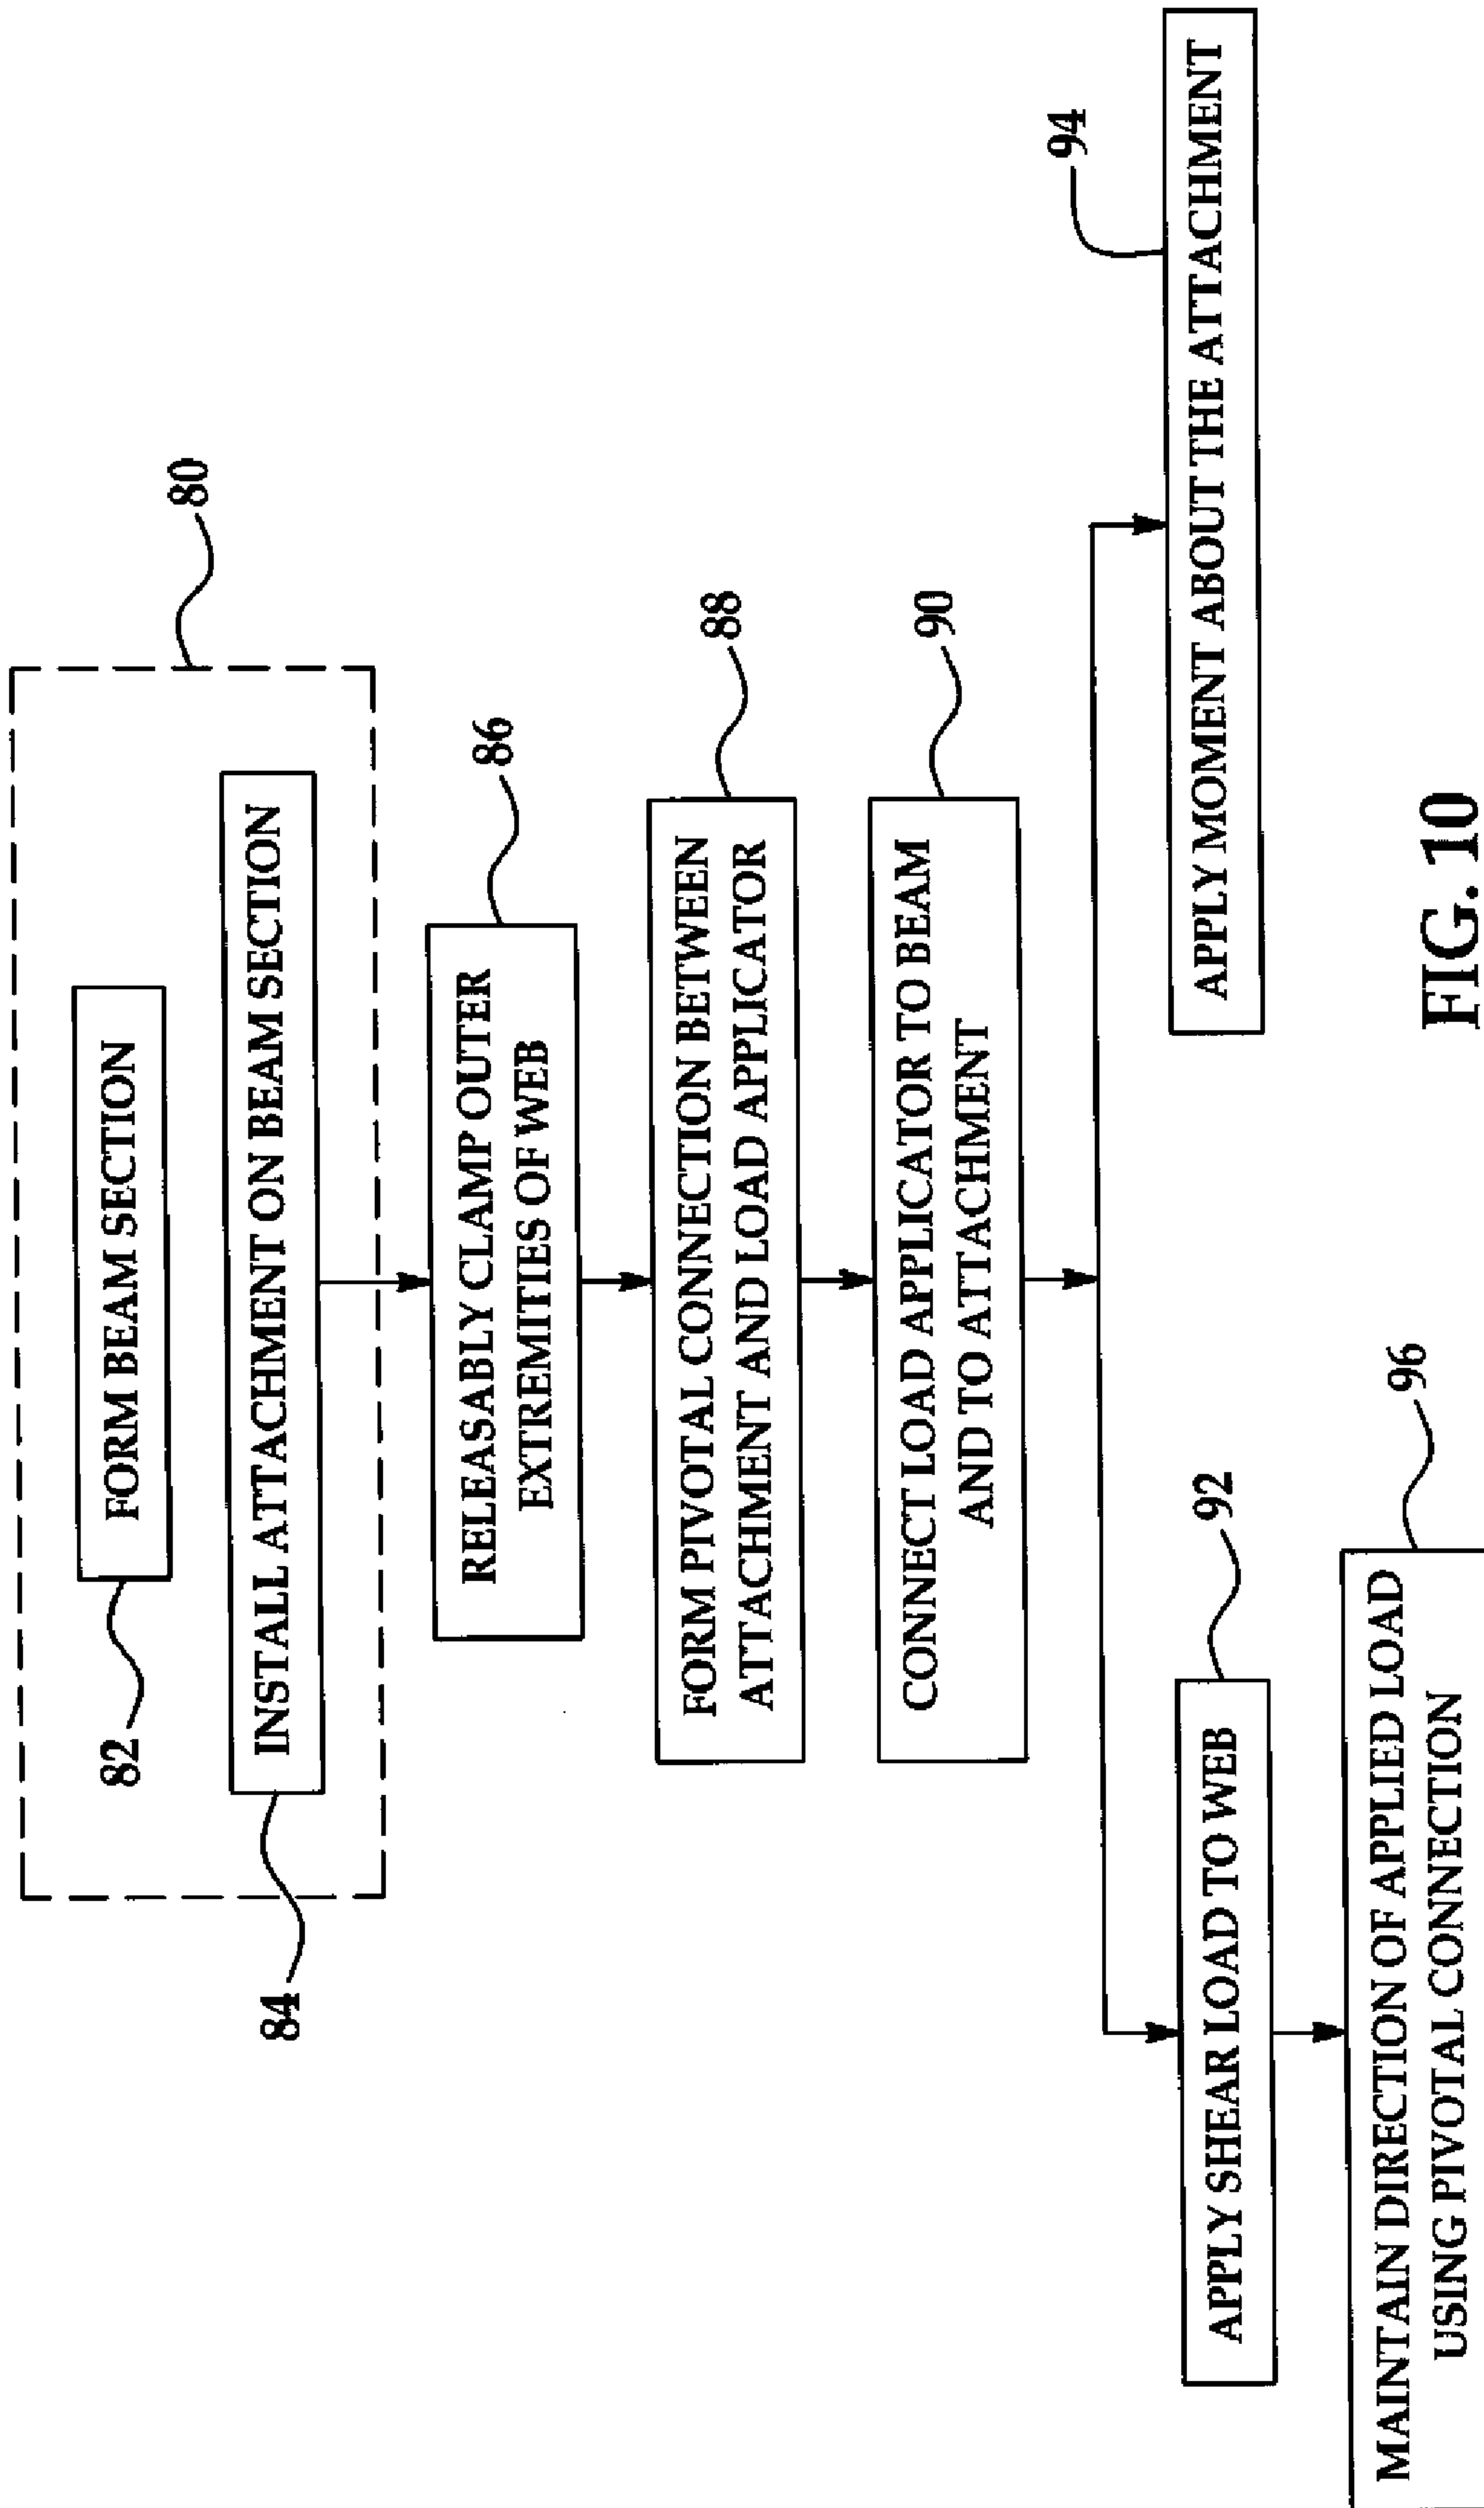 80
82
FORM BEAM SECTION
84
INSTALL ATTACHMENT ON BEAM SECTION
86
RELEASABLY CLAMP OUTER
EXTREMITIES OF WEB
88
FORM PIVOTAL CONNECTION BETWEEN
ATTACHMENT AND LOAD APPLICATOR
90
CONNECT LOAD APPLICATOR TO BEAM
AND TO ATTACHMENT
92
APPLY SHEAR LOAD TO WEB
94
APPLY MOMENT ABOUT THE ATTACHMENT
96
MAINTAIN DIRECTION OF APPLIED LOAD
USING PIVOTAL CONNECTION
FIG. 10